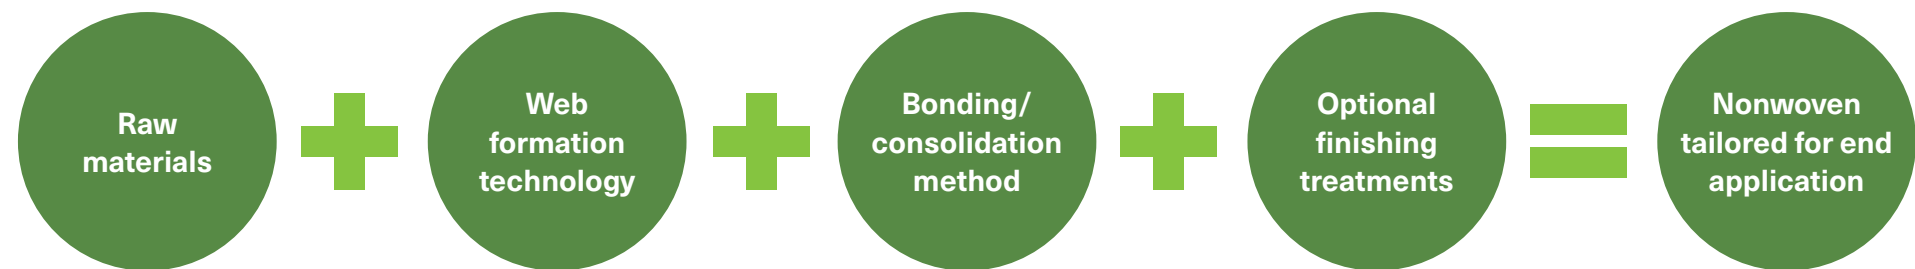 Raw
materials
Web
formation
technology
Bonding/
consolidation
method
Optional
finishing
treatments
Nonwoven
tailored for end
application